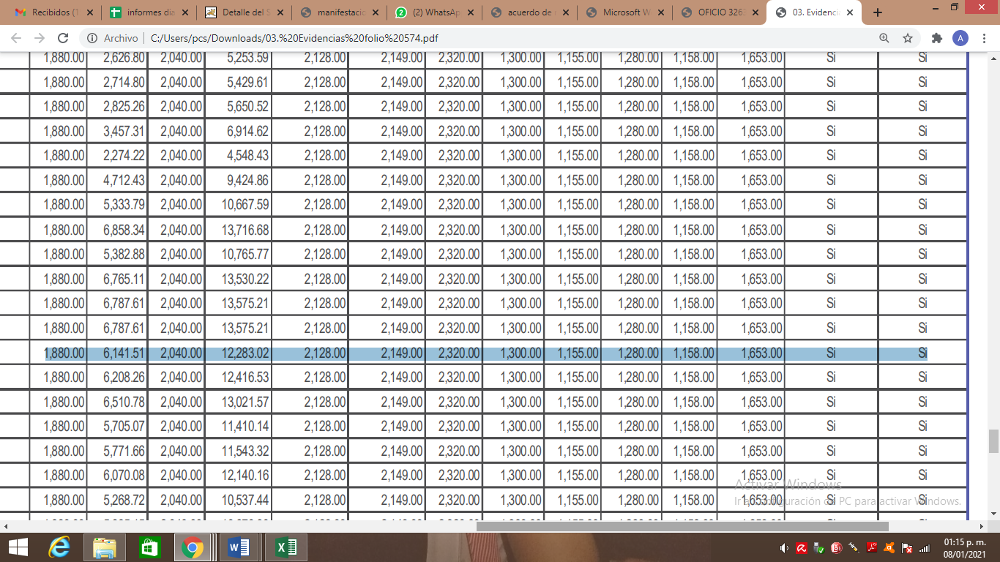 Recibidos (1
informes dia
Detalle del S
manifestacio
(2) WhatsAp
acuerdo de
Microsoft W
OFICIO 326
03. Evidenci
Archivo C:/Users/pcs/Downloads/03.%20Evidencias%20folio%20574.pdf
A
1,880.00 2,626.80 2,040.00 5,253.59 2,128.00 2,149.00 2,320.00 1,300.00 1,155.00 1,280.00 1,158.00 1,653.00 Si Si
1,880.00 2,714.80 2,040.00 5,429.61 2,128.00 2,149.00 2,320.00 1,300.00 1,155.00 1,280.00 1,158.00 1,653.00 Si Si
1,880.00 2,825.26 2,040.00 5,650.52 2,128.00 2,149.00 2,320.00 1,300.00 1,155.00 1,280.00 1,158.00 1,653.00 Si Si
1,880.00 3,457.31 2,040.00 6,914.62 2,128.00 2,149.00 2,320.00 1,300.00 1,155.00 1,280.00 1,158.00 1,653.00 Si Si
1,880.00 2,274.22 2,040.00 4,548.43 2,128.00 2,149.00 2,320.00 1,300.00 1,155.00 1,280.00 1,158.00 1,653.00 Si Si
1,880.00 4,712.43 2,040.00 9,424.86 2,128.00 2,149.00 2,320.00 1,300.00 1,155.00 1,280.00 1,158.00 1,653.00 Si Si
1,880.00 5,333.79 2,040.00 10,667.59 2,128.00 2,149.00 2,320.00 1,300.00 1,155.00 1,280.00 1,158.00 1,653.00 Si Si
1,880.00 6,858.34 2,040.00 13,716.68 2,128.00 2,149.00 2,320.00 1,300.00 1,155.00 1,280.00 1,158.00 1,653.00 Si Si
1,880.00 5,382.88 2,040.00 10,765.77 2,128.00 2,149.00 2,320.00 1,300.00 1,155.00 1,280.00 1,158.00 1,653.00 Si Si
1,880.00 6,765.11 2,040.00 13,530.22 2,128.00 2,149.00 2,320.00 1,300.00 1,155.00 1,280.00 1,158.00 1,653.00 Si Si
1,880.00 6,787.61 2,040.00 13,575.21 2,128.00 2,149.00 2,320.00 1,300.00 1,155.00 1,280.00 1,158.00 1,653.00 Si Si
1,880.00 6,787.61 2,040.00 13,575.21 2,128.00 2,149.00 2,320.00 1,300.00 1,155.00 1,280.00 1,158.00 1,653.00 Si Si
1,880.00 6,141.51 2,040.00 12,283.02 2,128.00 2,149.00 2,320.00 1,300.00 1,155.00 1,280.00 1,158.00 1,653.00 Si Si
1,880.00 6,208.26 2,040.00 12,416.53 2,128.00 2,149.00 2,320.00 1,300.00 1,155.00 1,280.00 1,158.00 1,653.00 Si Si
1,880.00 6,510.78 2,040.00 13,021.57 2,128.00 2,149.00 2,320.00 1,300.00 1,155.00 1,280.00 1,158.00 1,653.00 Si Si
1,880.00 5,705.07 2,040.00 11,410.14 2,128.00 2,149.00 2,320.00 1,300.00 1,155.00 1,280.00 1,158.00 1,653.00 Si Si
1,880.00 5,771.66 2,040.00 11,543.32 2,128.00 2,149.00 2,320.00 1,300.00 1,155.00 1,280.00 1,158.00 1,653.00 Si Si
1,880.00 6,070.08 2,040.00 12,140.16 2,128.00 2,149.00 2,320.00 1,300.00 1,155.00 1,280.00 1,158.00 1,653.00 Si Si
1,880.00 5,268.72 2,040.00 10,537.44 2,128.00 2,149.00 2,320.00 1,300.00 1,155.00 1,280.00 1,158.00 1,653.00 Si Si
Activar Windows
Ir a Configuración de PC para activar Windows.
01:15 p. m.
08/01/2021